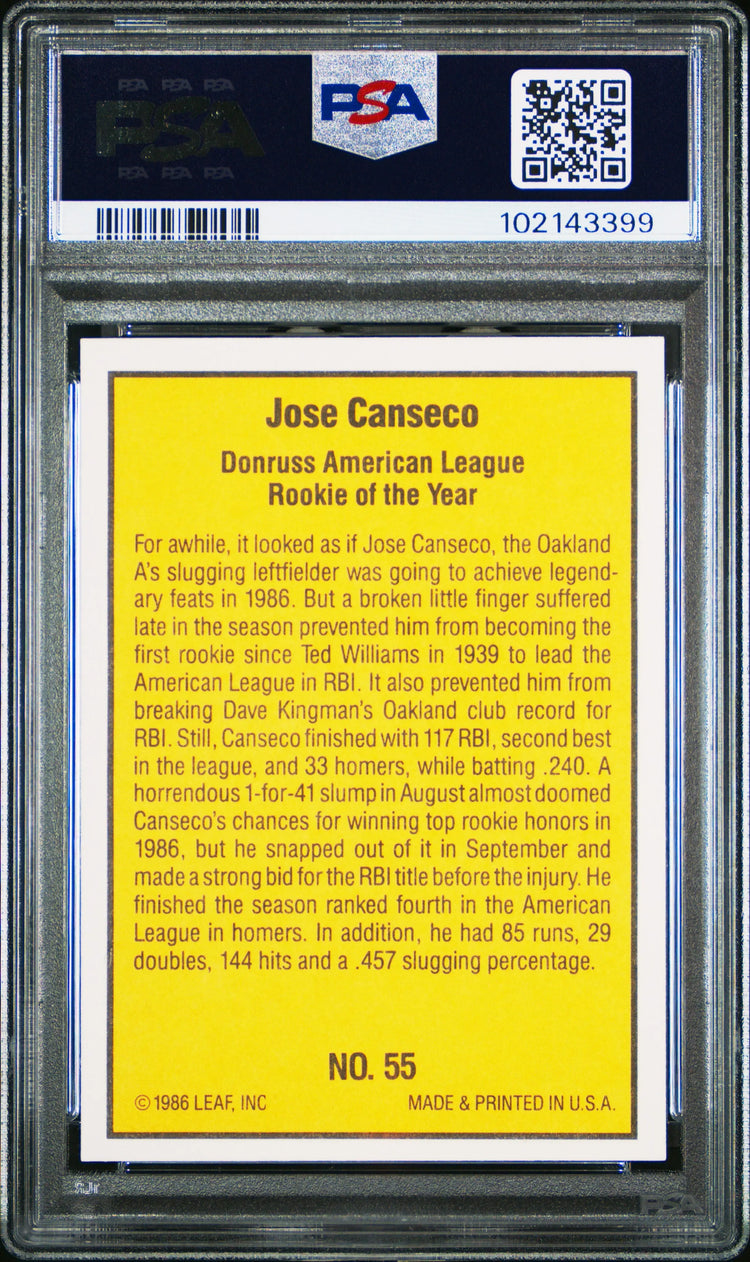 PSA PSA PSA
PSA
PSA PSA PSA
PSA
102143399
Jose Canseco
Donruss American League
Rookie of the Year
For awhile, it looked as if Jose Canseco, the Oakland
A's slugging leftfielder was going to achieve legend-
ary feats in 1986. But a broken little finger suffered
late in the season prevented him from becoming the
first rookie since Ted Williams in 1939 to lead the
American League in RBI. It also prevented him from
breaking Dave Kingman's Oakland club record for
RBI. Still, Canseco finished with 117 RBI, second best
in the league, and 33 homers, while batting .240. A
horrendous 1-for-41 slump in August almost doomed
Canseco's chances for winning top rookie honors in
1986, but he snapped out of it in September and
made a strong bid for the RBI title before the injury. He
finished the season ranked fourth in the American
League in homers. In addition, he had 85 runs, 29
doubles, 144 hits and a .457 slugging percentage.
NO. 55
© 1986 LEAF, INC MADE & PRINTED IN U.S.A.
PSA